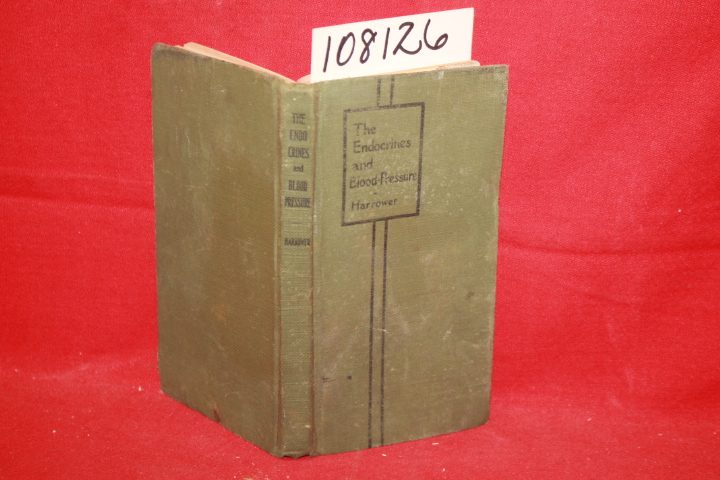 108126
THE
ENDO
CRINES
and
BLOOD
PRESSURE
HARROWER
The
Endocrines
and
Blood-Pressure
-
Harrower